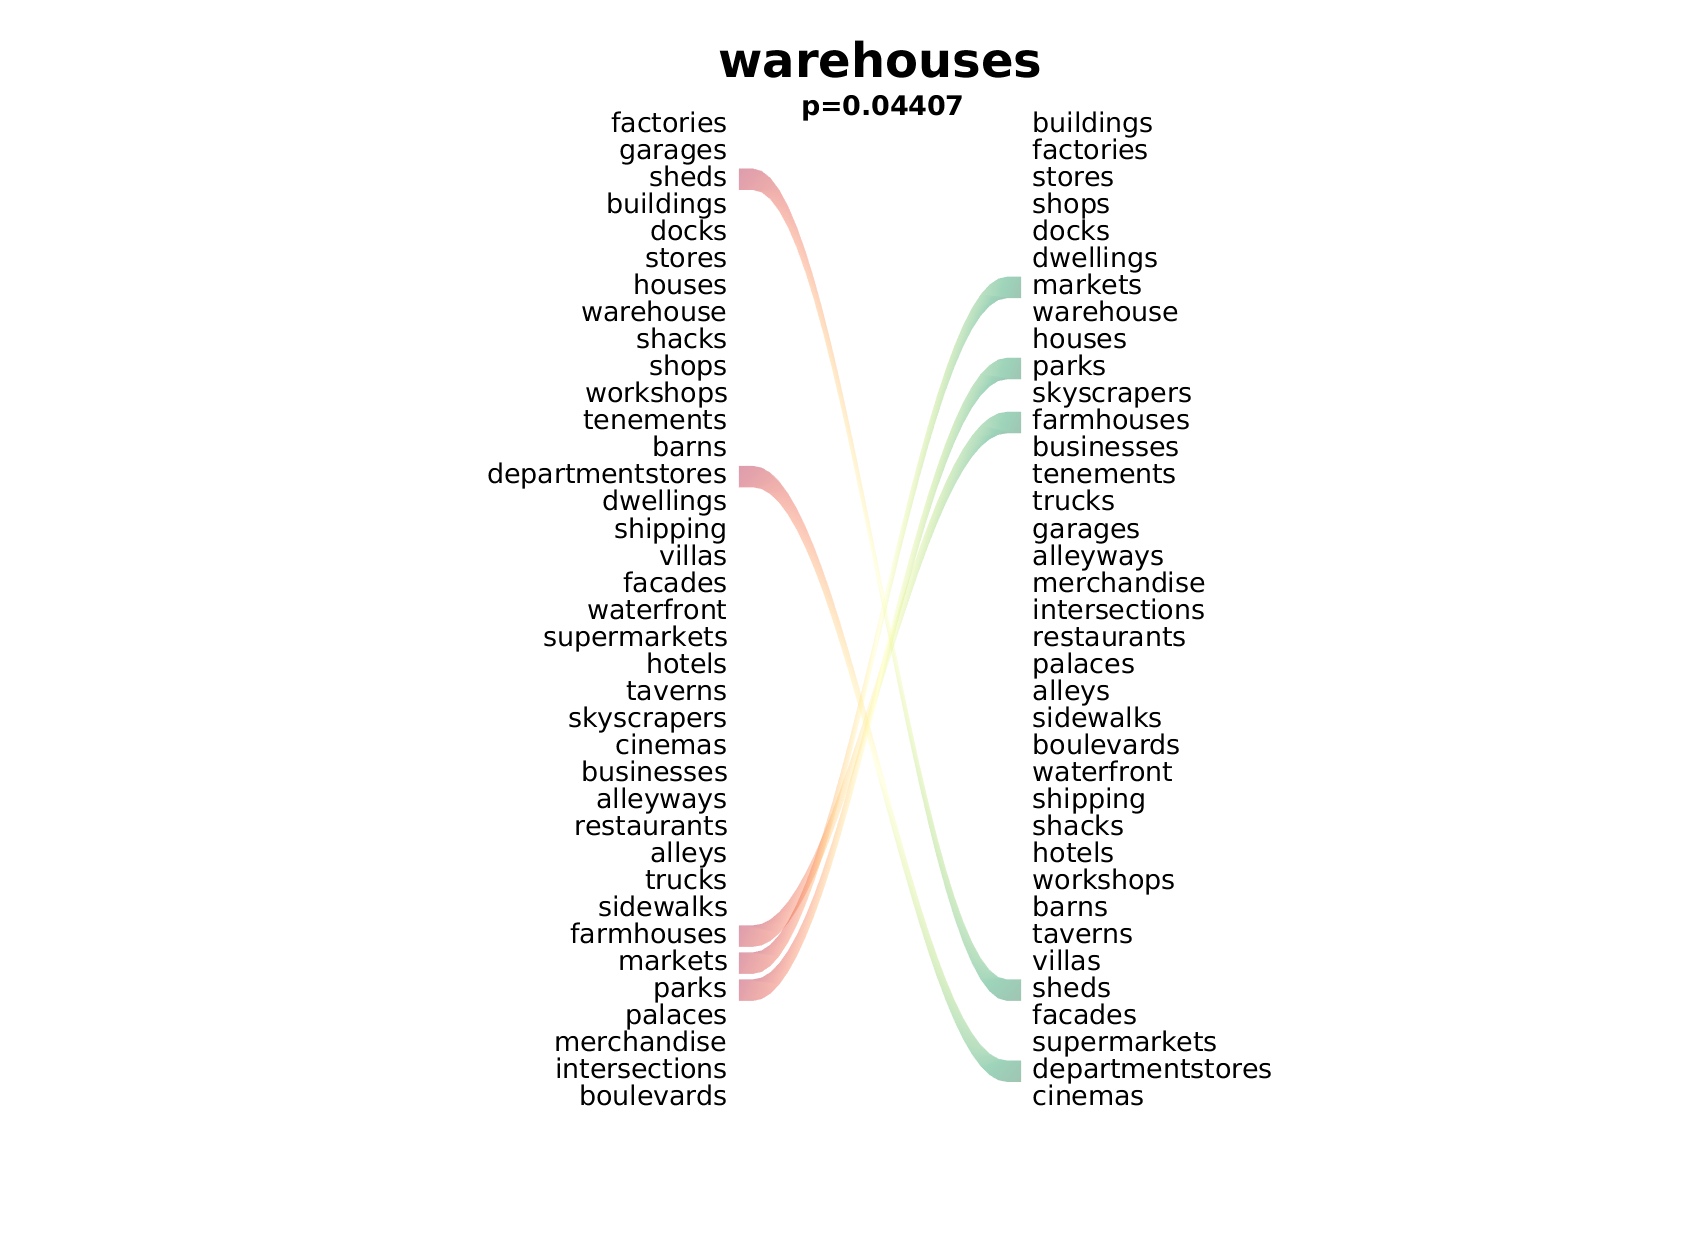 warehouses
p=0.04407
factories
garages
sheds
buildings
docks
stores
houses
warehouse
shacks
shops
workshops
tenements
barns
departmentstores
dwellings
shipping
villas
facades
waterfront
supermarkets
hotels
taverns
skyscrapers
cinemas
businesses
alleyways
restaurants
alleys
trucks
sidewalks
farmhouses
markets
parks
palaces
merchandise
intersections
boulevards
buildings
factories
stores
shops
docks
dwellings
markets
warehouse
houses
parks
skyscrapers
farmhouses
businesses
tenements
trucks
garages
alleyways
merchandise
intersections
restaurants
palaces
alleys
sidewalks
boulevards
waterfront
shipping
shacks
hotels
workshops
barns
taverns
villas
sheds
facades
supermarkets
departmentstores
cinemas